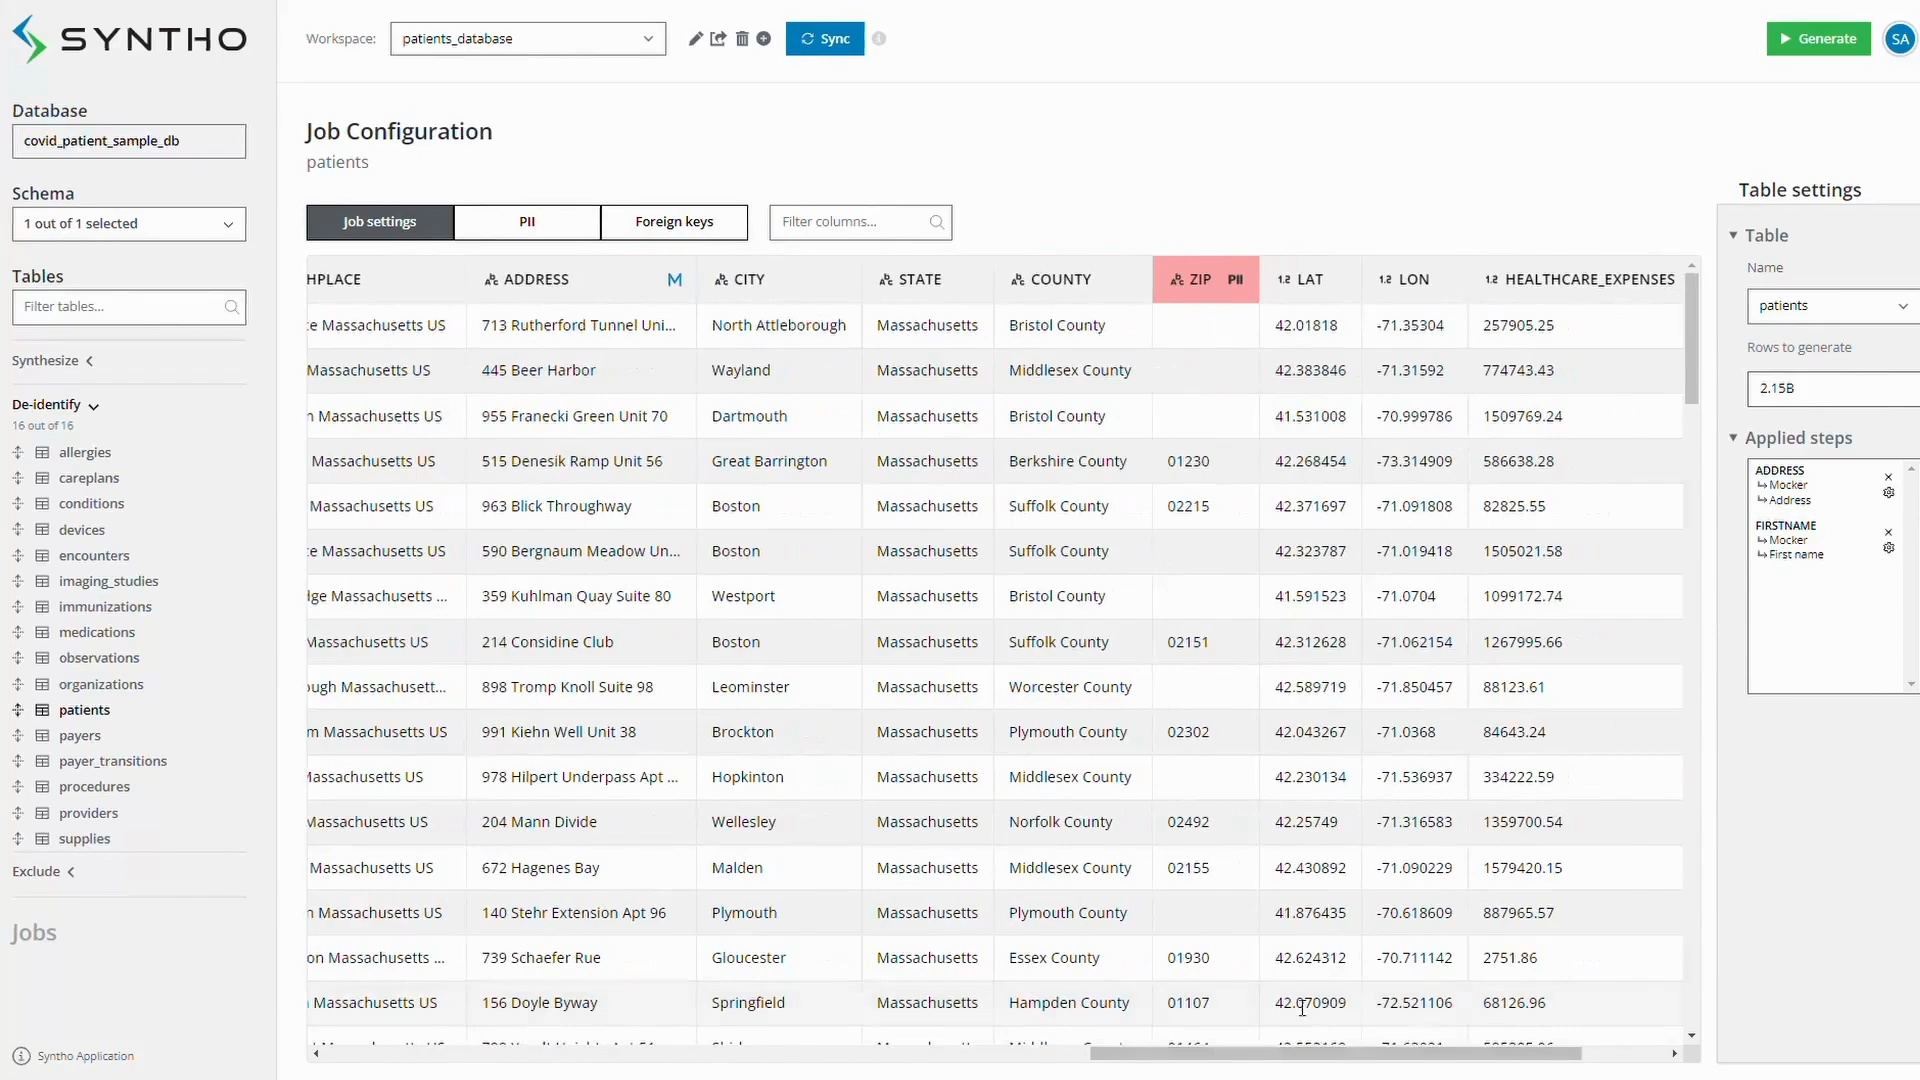 SYNTHO
Workspace:
patients_database
Sync
Generate
SA
Database
covid_patient_sample_db
Schema
1 out of 1 selected
Tables
Filter tables...
Synthesize
De-identify
16 out of 16
allergies
careplans
conditions
devices
encounters
imaging_studies
immunizations
medications
observations
organizations
patients
payers
payer_transitions
procedures
providers
supplies
Exclude
Jobs
Syntho Application
Job Configuration
patients
Job settings PII Foreign keys Filter columns...
HPLACE ADDRESS M CITY STATE COUNTY ZIP PII 1.2 LAT 1.2 LON 1.2 HEALTHCARE_EXPENSES
Massachusetts US 713 Rutherford Tunnel Uni... North Attleborough Massachusetts Bristol County 42.01818 -71.35304 257905.25
Massachusetts US 445 Beer Harbor Wayland Massachusetts Middlesex County 42.383846 -71.31592 774743.43
Massachusetts US 955 Franecki Green Unit 70 Dartmouth Massachusetts Bristol County 41.531008 -70.999786 1509769.24
Massachusetts US 515 Denesik Ramp Unit 56 Great Barrington Massachusetts Berkshire County 01230 42.268454 -73.314909 586638.28
Massachusetts US 963 Blick Throughway Boston Massachusetts Suffolk County 02215 42.371697 -71.091808 82825.55
Massachusetts US 590 Bergnaum Meadow Un... Boston Massachusetts Suffolk County 42.323787 -71.019418 1505021.58
Massachusetts ... 359 Kuhlman Quay Suite 80 Westport Massachusetts Bristol County 41.591523 -71.0704 1099172.74
Massachusetts US 214 Considine Club Boston Massachusetts Suffolk County 02151 42.312628 -71.062154 1267995.66
Massachusett... 898 Tromp Knoll Suite 98 Leominster Massachusetts Worcester County 42.589719 -71.850457 88123.61
Massachusetts US 991 Kiehn Well Unit 38 Brockton Massachusetts Plymouth County 02302 42.043267 -71.0368 84643.24
Massachusetts US 978 Hilpert Underpass Apt ... Hopkinton Massachusetts Middlesex County 42.230134 -71.536937 334222.59
Massachusetts US 204 Mann Divide Wellesley Massachusetts Norfolk County 02492 42.25749 -71.316583 1359700.54
Massachusetts US 672 Hagenes Bay Malden Massachusetts Middlesex County 02155 42.430892 -71.090229 1579420.15
Massachusetts US 140 Stehr Extension Apt 96 Plymouth Massachusetts Plymouth County 41.876435 -70.618609 887965.57
Massachusetts ... 739 Schaefer Rue Gloucester Massachusetts Essex County 01930 42.624312 -70.711142 2751.86
Massachusetts US 156 Doyle Byway Springfield Massachusetts Hampden County 01107 42.070909 -72.521106 68126.96
Table settings
Table
Name
patients
Rows to generate
2.15B
Applied steps
ADDRESS
Mocker
Address
FIRSTNAME
Mocker
First name